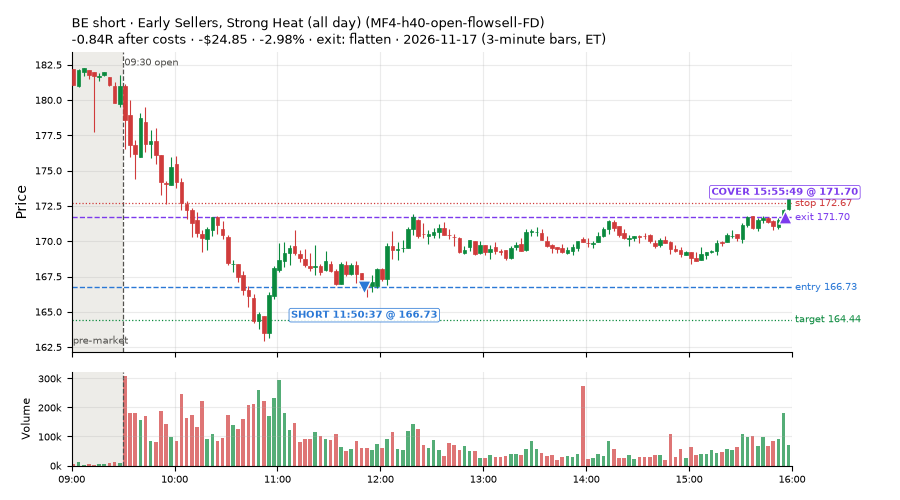 BE short · Early Sellers, Strong Heat (all day) (MF4-h40-open-flowsell-FD)
-0.84R after costs · -$24.85 · -2.98% · exit: flatten · 2026-11-17 (3-minute bars, ET)
09:30 open
182.5
180.0
177.5
175.0
172.5
170.0
167.5
165.0
162.5
Price
COVER 15:55:49 @ 171.70
stop 172.67
exit 171.70
entry 166.73
SHORT 11:50:37 @ 166.73
target 164.44
pre-market
300k
200k
100k
0k
Volume
09:00
10:00
11:00
12:00
13:00
14:00
15:00
16:00